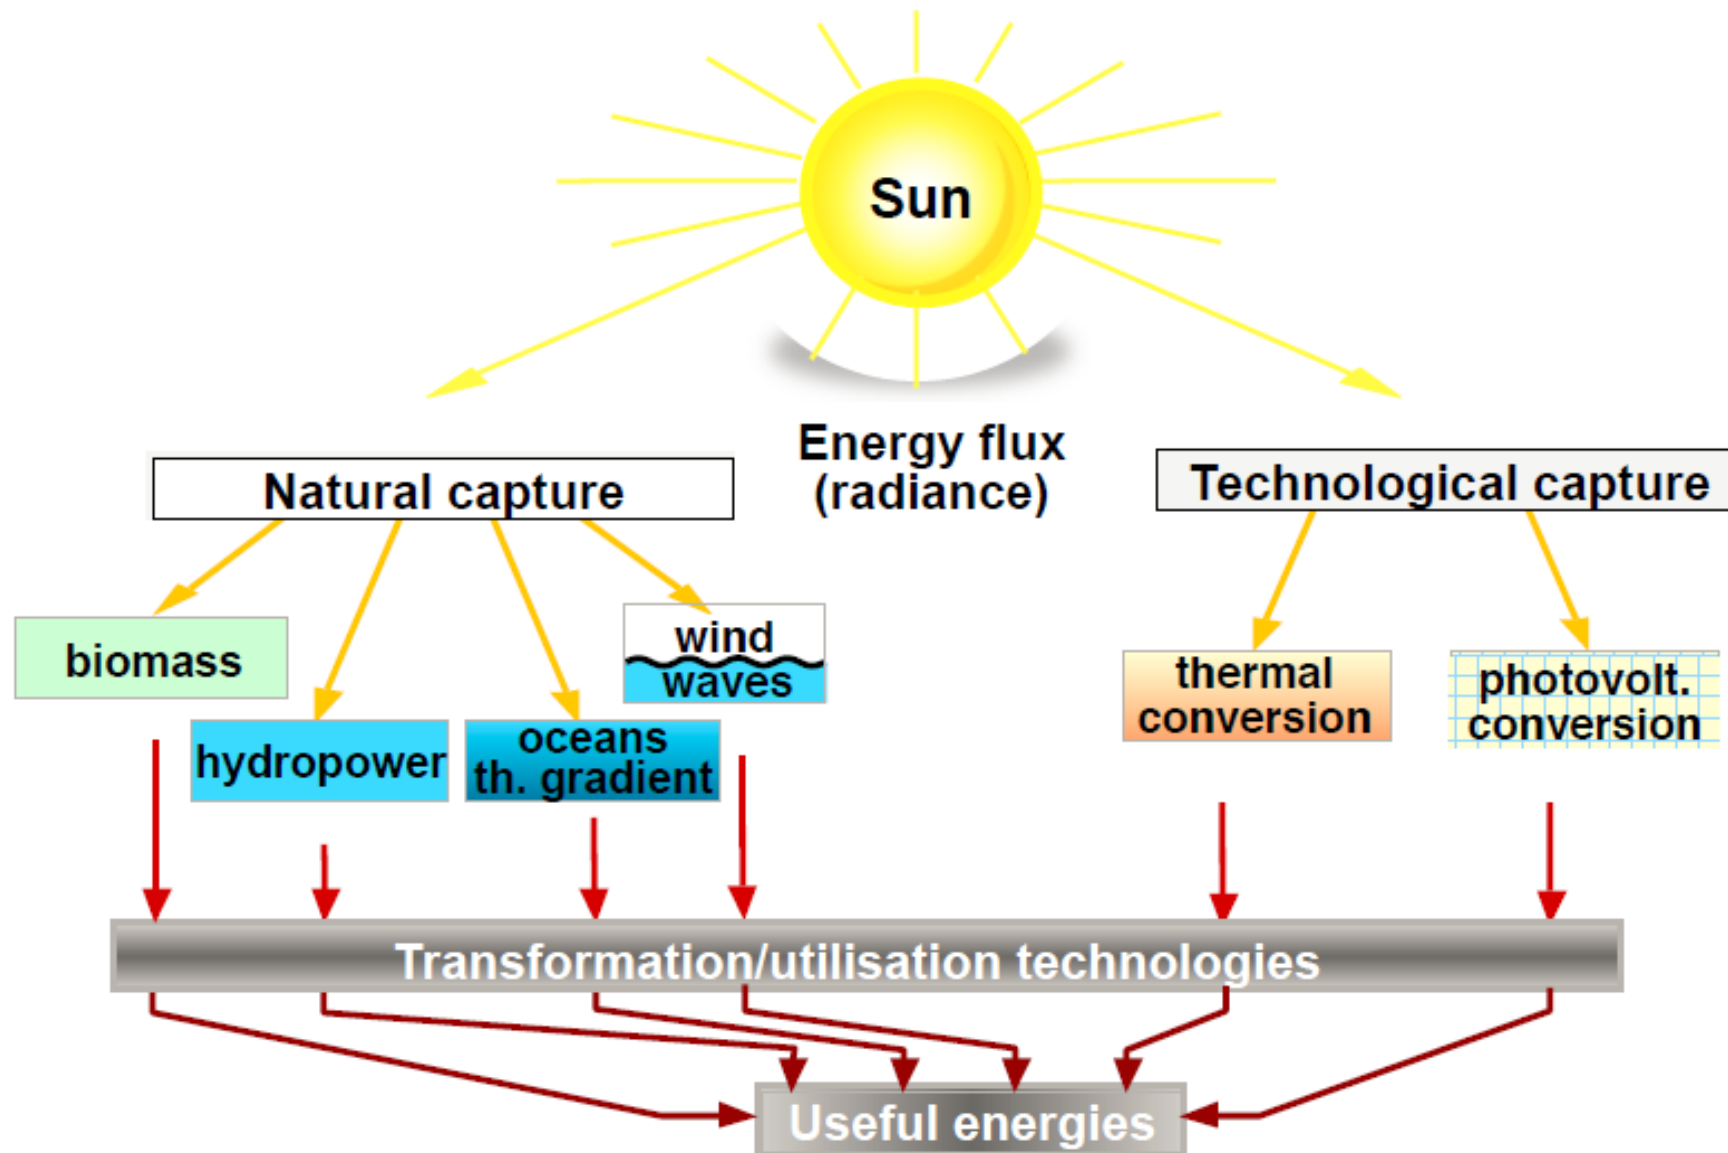 Sun
Energy flux
(radiance)
Natural capture
Technological capture
biomass
hydropower
oceans
th. gradient
wind
waves
thermal
conversion
photovolt.
conversion
Transformation/utilisation technologies
Useful energies